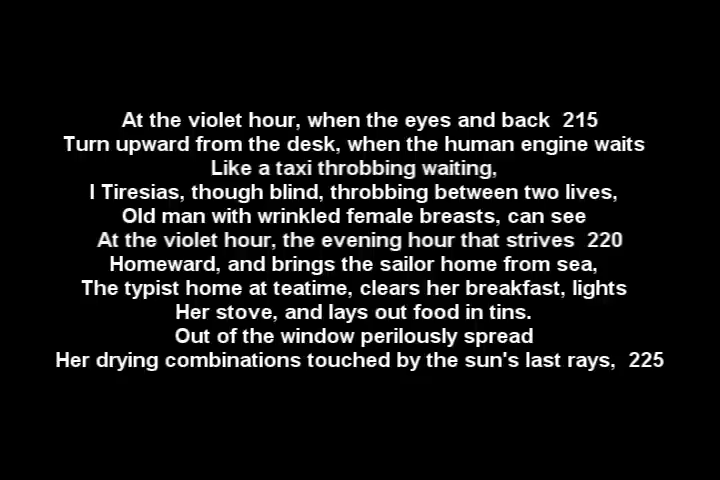 At the violet hour, when the eyes and back 215
Turn upward from the desk, when the human engine waits
Like a taxi throbbing waiting,
I Tiresias, though blind, throbbing between two lives,
Old man with wrinkled female breasts, can see
At the violet hour, the evening hour that strives 220
Homeward, and brings the sailor home from sea,
The typist home at teatime, clears her breakfast, lights
Her stove, and lays out food in tins.
Out of the window perilously spread
Her drying combinations touched by the sun's last rays, 225